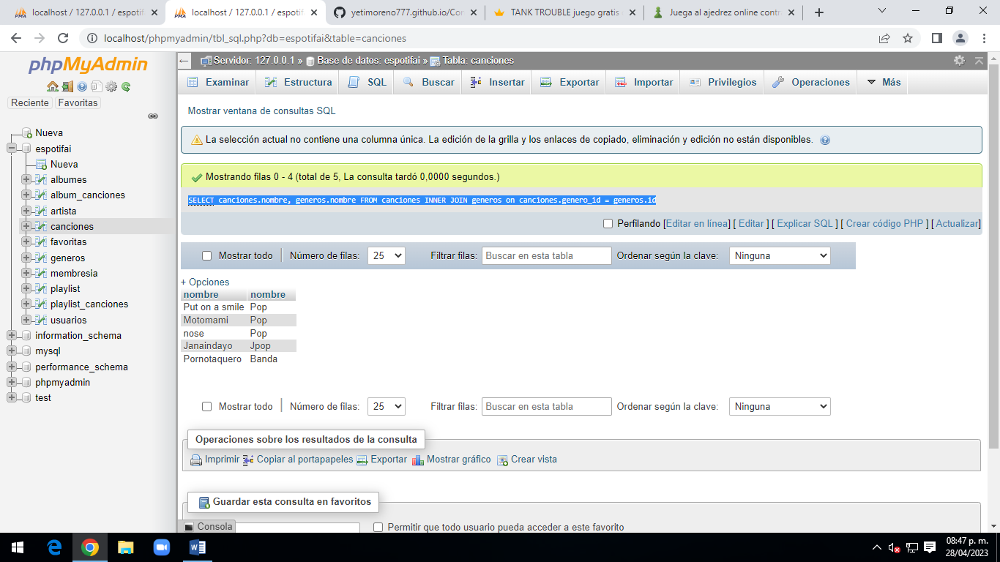 localhost / 127.0.0.1 / espotif
localhost / 127.0.0.1 / espotif
yetimoreno777.github.io/Cor
TANK TROUBLE juego gratis
Juega al ajedrez online contr
localhost/phpmyadmin/tbl_sql.php?db=espotifai&table=canciones
phpMyAdmin
Reciente Favoritas
Nueva
espotifai
Nueva
albumes
album_canciones
artista
canciones
favoritas
generos
membresia
playlist
playlist_canciones
usuarios
information_schema
mysql
performance_schema
phpmyadmin
test
Servidor: 127.0.0.1 » Base de datos: espotifai » Tabla: canciones
Examinar Estructura SQL Buscar Insertar Exportar Importar Privilegios Operaciones Más
Mostrar ventana de consultas SQL
La selección actual no contiene una columna única. La edición de la grilla y los enlaces de copiado, eliminación y edición no están disponibles.
Mostrando filas 0 - 4 (total de 5, La consulta tardó 0,0000 segundos.)
SELECT canciones.nombre, generos.nombre FROM canciones INNER JOIN generos on canciones.genero_id = generos.id
Perfilando [Editar en línea] [ Editar ] [ Explicar SQL ] [ Crear código PHP ] [ Actualizar]
Mostrar todo Número de filas: 25 Filtrar filas: Buscar en esta tabla Ordenar según la clave: Ninguna
+ Opciones
nombre nombre
Put on a smile Pop
Motomami Pop
nose Pop
Janaindayo Jpop
Pornotaquero Banda
Mostrar todo Número de filas: 25 Filtrar filas: Buscar en esta tabla Ordenar según la clave: Ninguna
Operaciones sobre los resultados de la consulta
Imprimir Copiar al portapapeles Exportar Mostrar gráfico Crear vista
Guardar esta consulta en favoritos
Consola
Permitir que todo usuario pueda acceder a este favorito
08:47 p. m.
28/04/2023